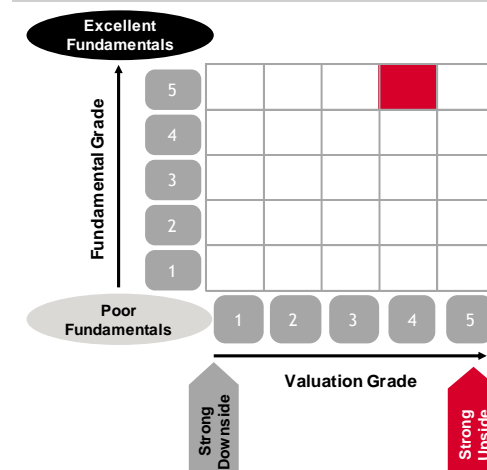 Excellent
Fundamentals
Fundamental Grade
5
4
3
2
1
Poor
Fundamentals
1
2
3
4
5
Valuation Grade
Strong
Downside
Strong
Upside